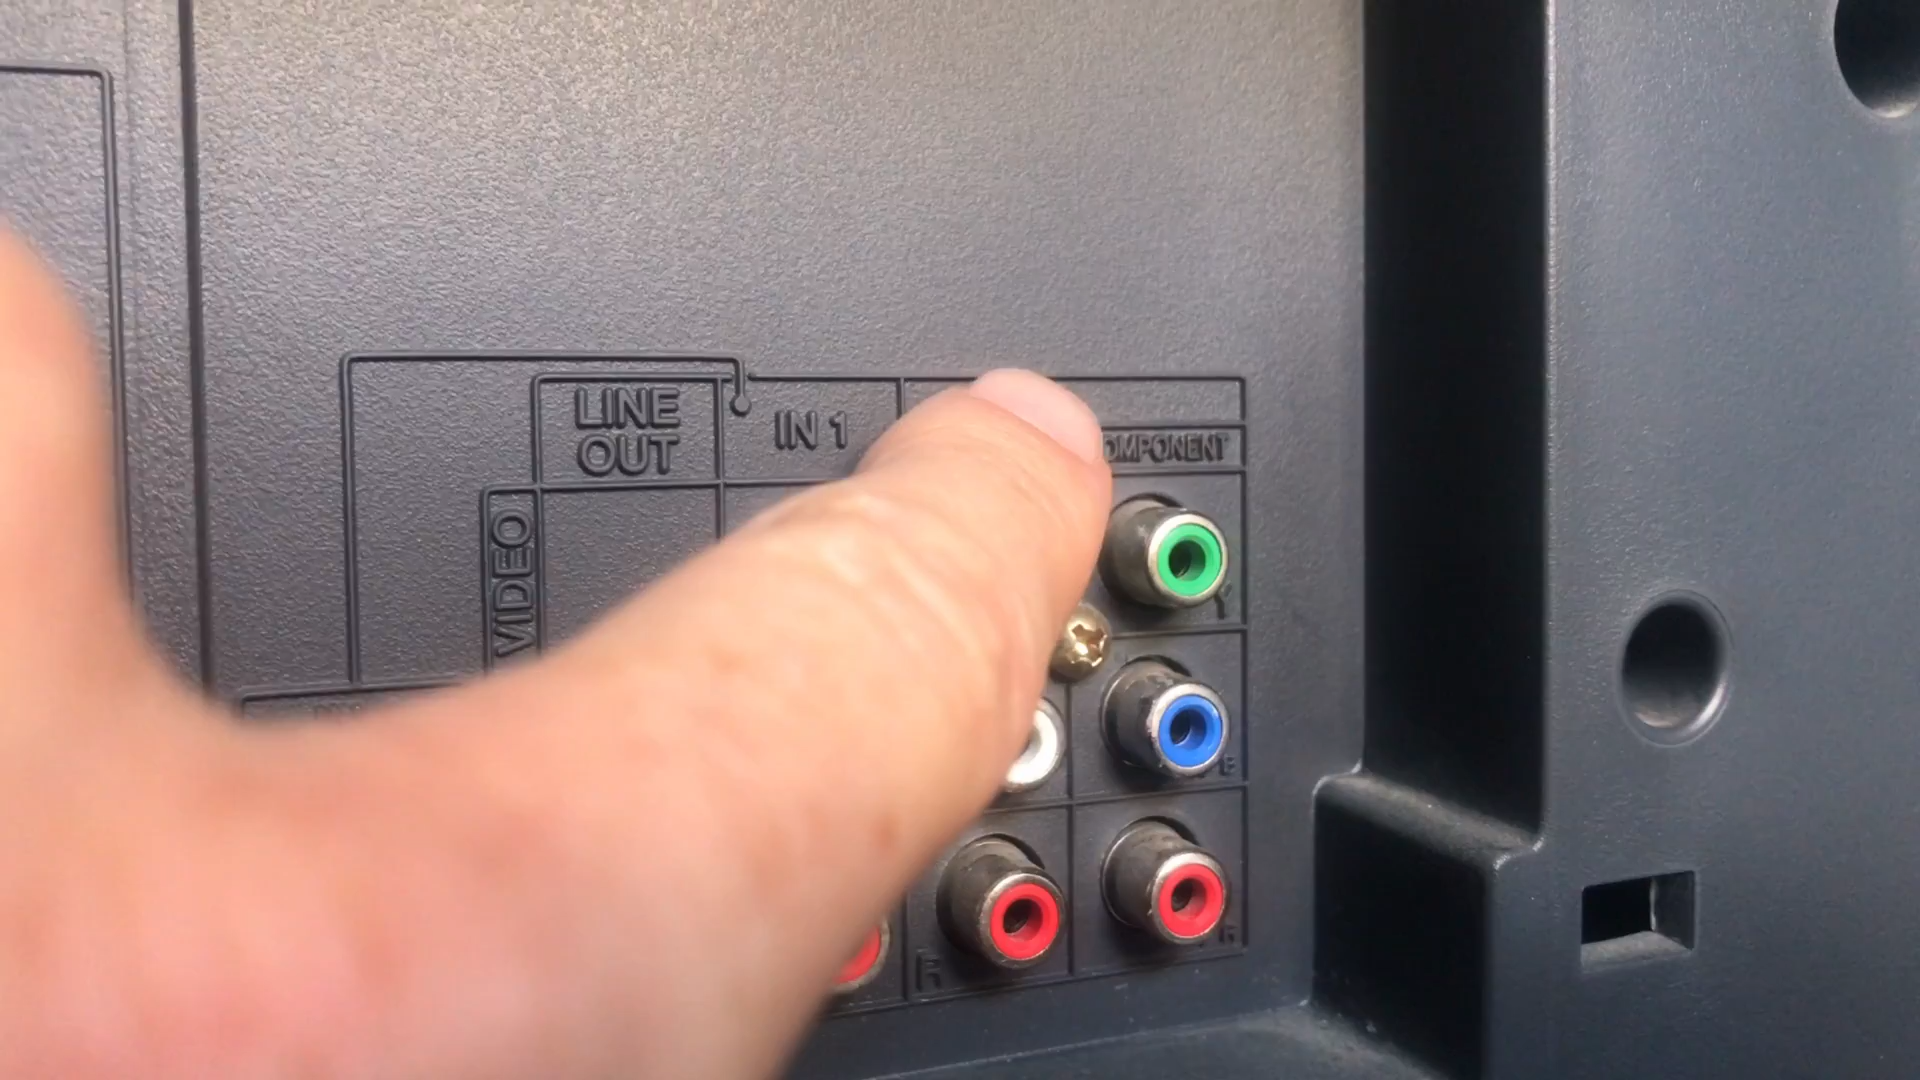 LINE
OUT
IN 1
OMPONENT
VIDEO
Y
B
R
R